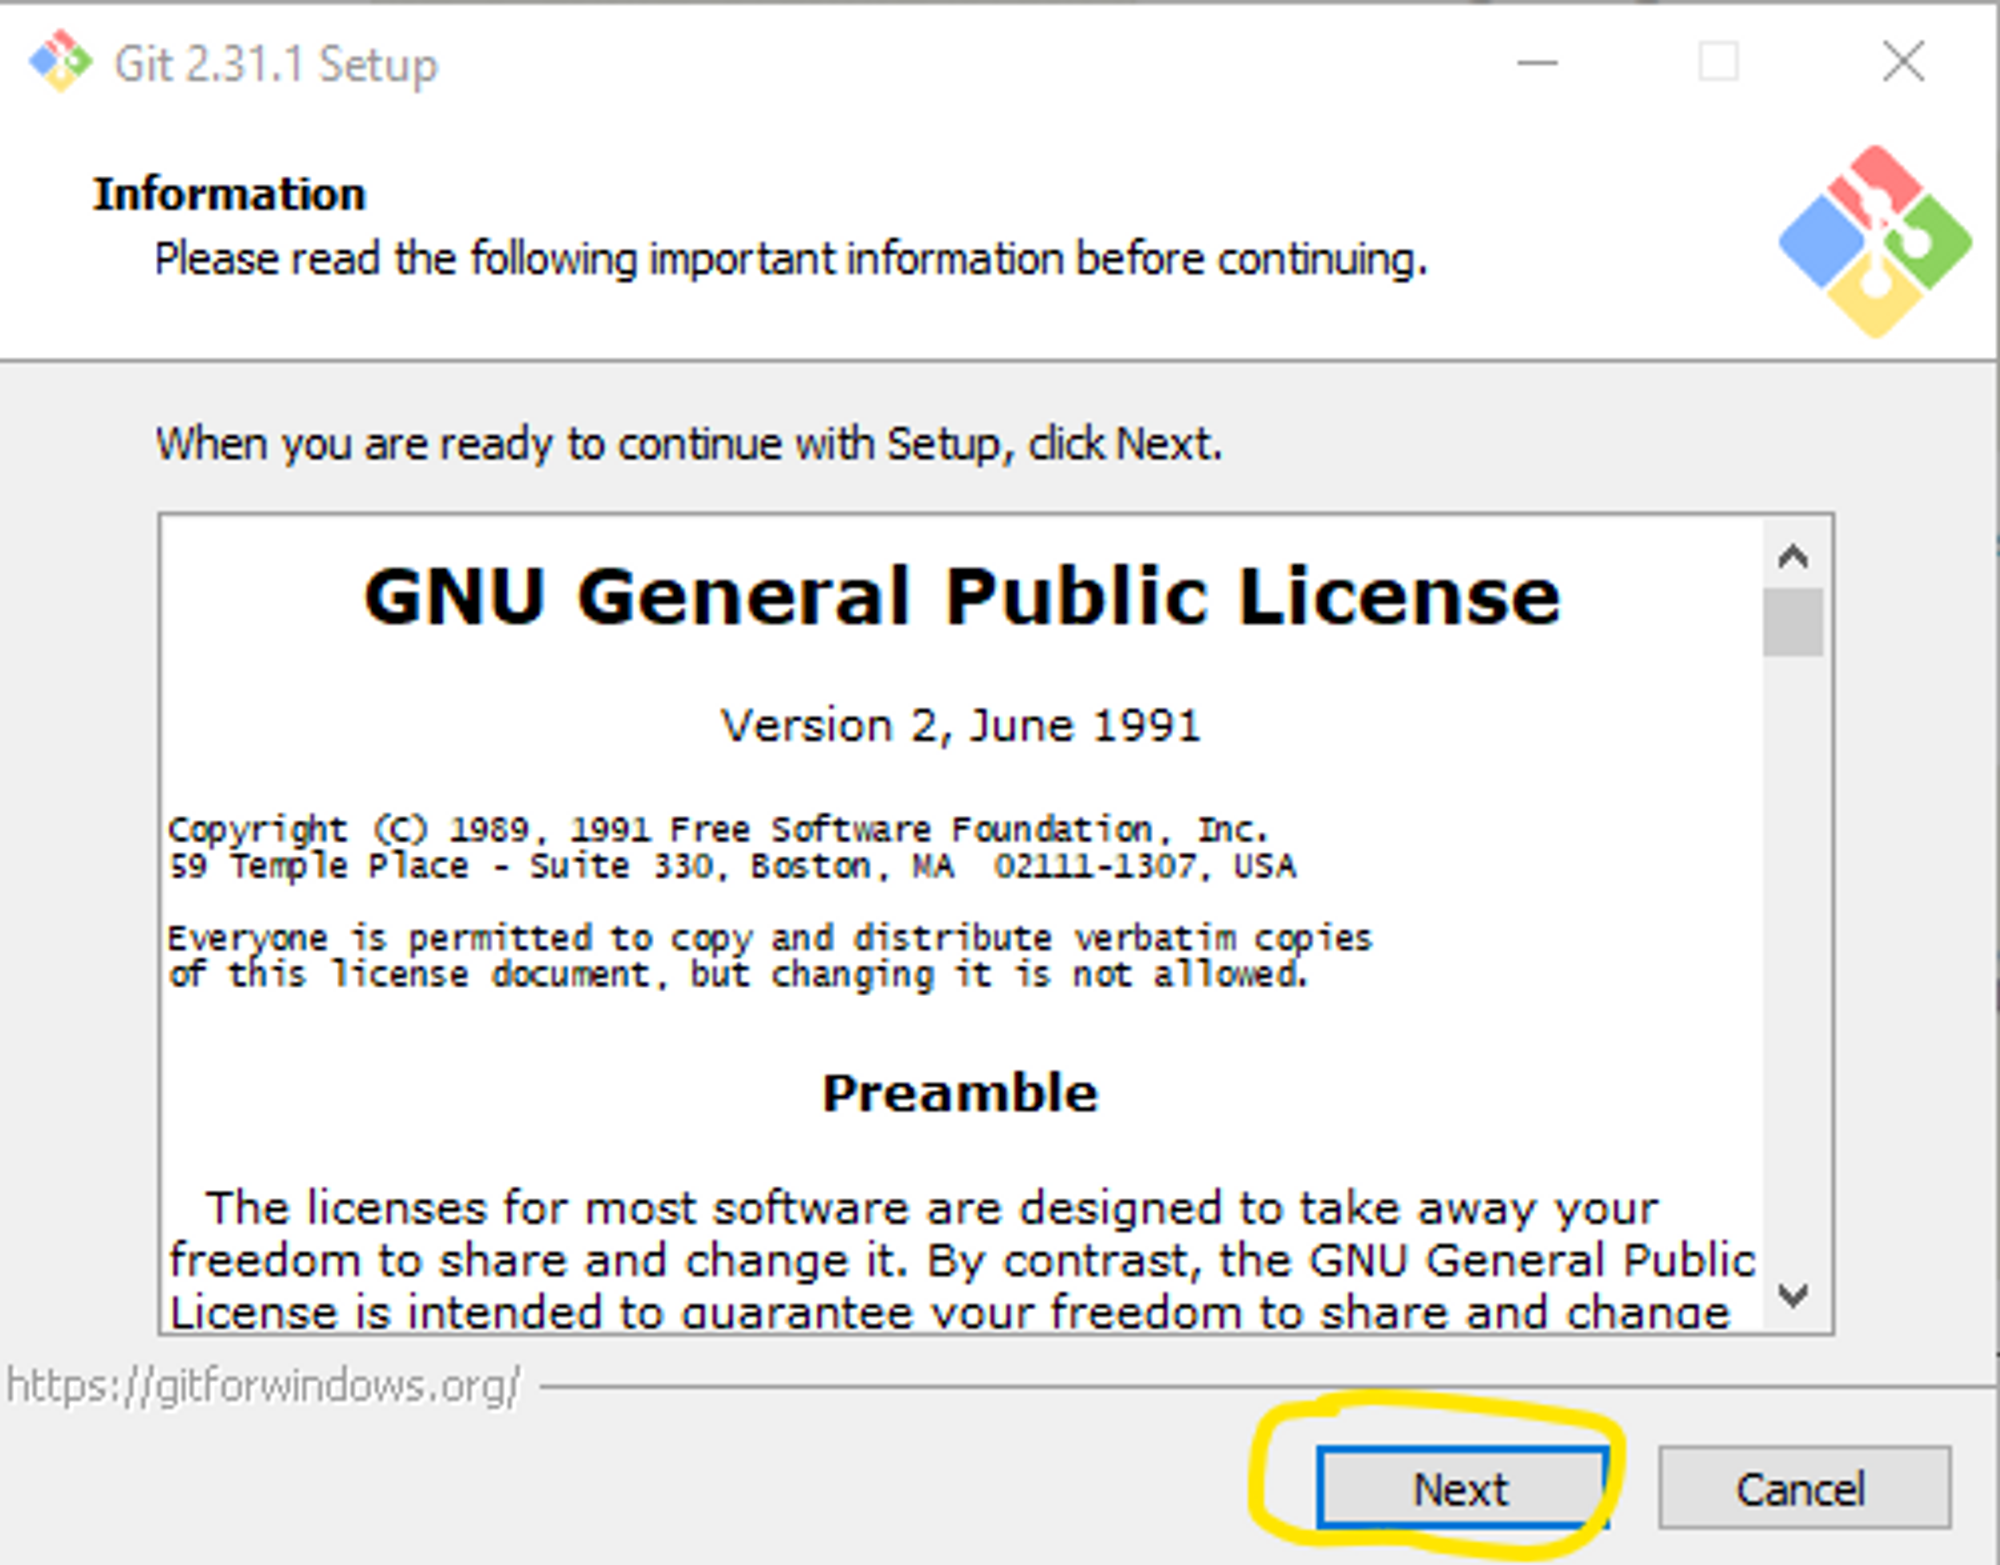 Git 2.31.1 Setup
Information
Please read the following important information before continuing.
When you are ready to continue with Setup, click Next.
GNU General Public License
Version 2, June 1991
Copyright (C) 1989, 1991 Free Software Foundation, Inc.
59 Temple Place - Suite 330, Boston, MA  02111-1307, USA
Everyone is permitted to copy and distribute verbatim copies
of this license document, but changing it is not allowed.
Preamble
The licenses for most software are designed to take away your
freedom to share and change it. By contrast, the GNU General Public
License is intended to guarantee your freedom to share and change
https://gitforwindows.org/
Next
Cancel